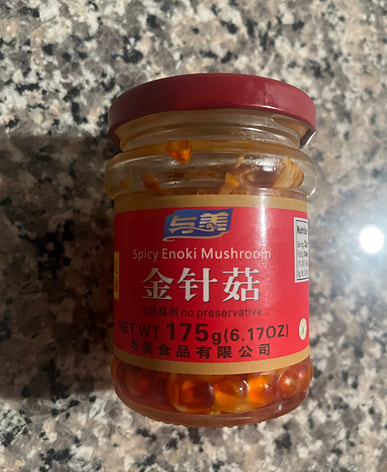 与美
Spicy Enoki Mushroom
金针菇
无防腐剂 no preservative
NET WT 175g(6.17OZ)
与美食品有限公司
Nutritio